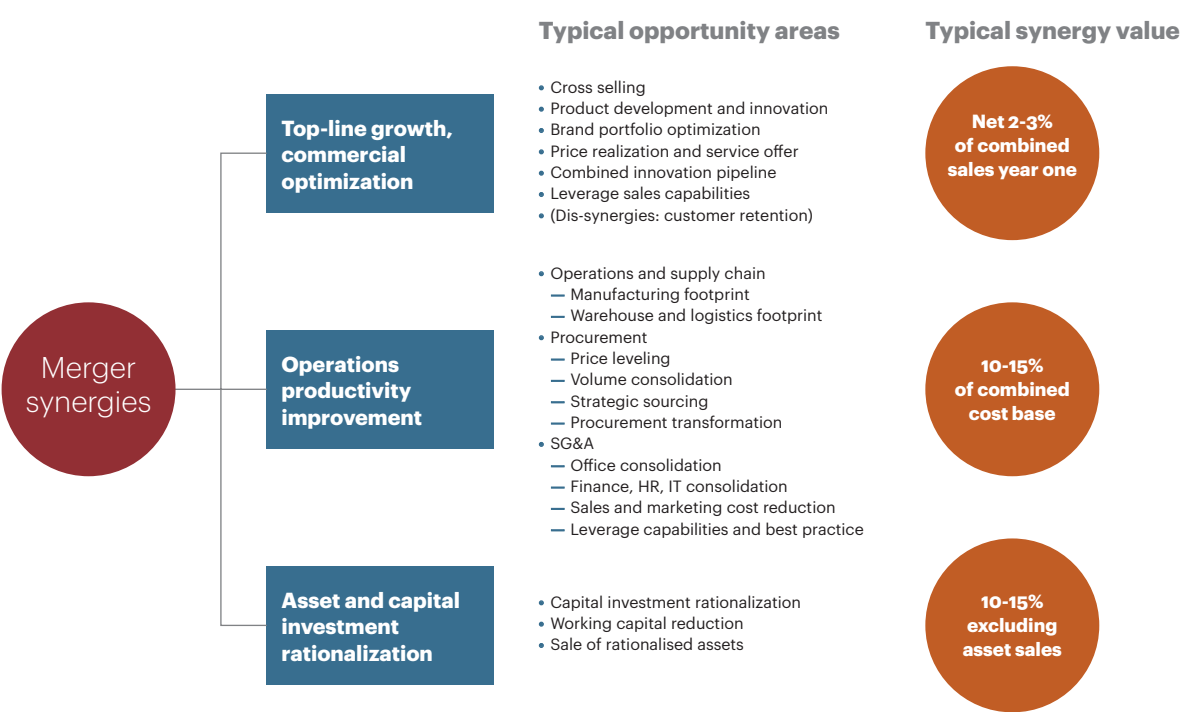 Typical opportunity areas
Typical synergy value
Merger
synergies
Top-line growth,
commercial
optimization
• Cross selling
• Product development and innovation
• Brand portfolio optimization
• Price realization and service offer
• Combined innovation pipeline
• Leverage sales capabilities
• (Dis-synergies: customer retention)
Net 2-3%
of combined
sales year one
Operations
productivity
improvement
• Operations and supply chain
— Manufacturing footprint
— Warehouse and logistics footprint
• Procurement
— Price leveling
— Volume consolidation
— Strategic sourcing
— Procurement transformation
• SG&A
— Office consolidation
— Finance, HR, IT consolidation
— Sales and marketing cost reduction
— Leverage capabilities and best practice
10-15%
of combined
cost base
Asset and capital
investment
rationalization
• Capital investment rationalization
• Working capital reduction
• Sale of rationalised assets
10-15%
excluding
asset sales